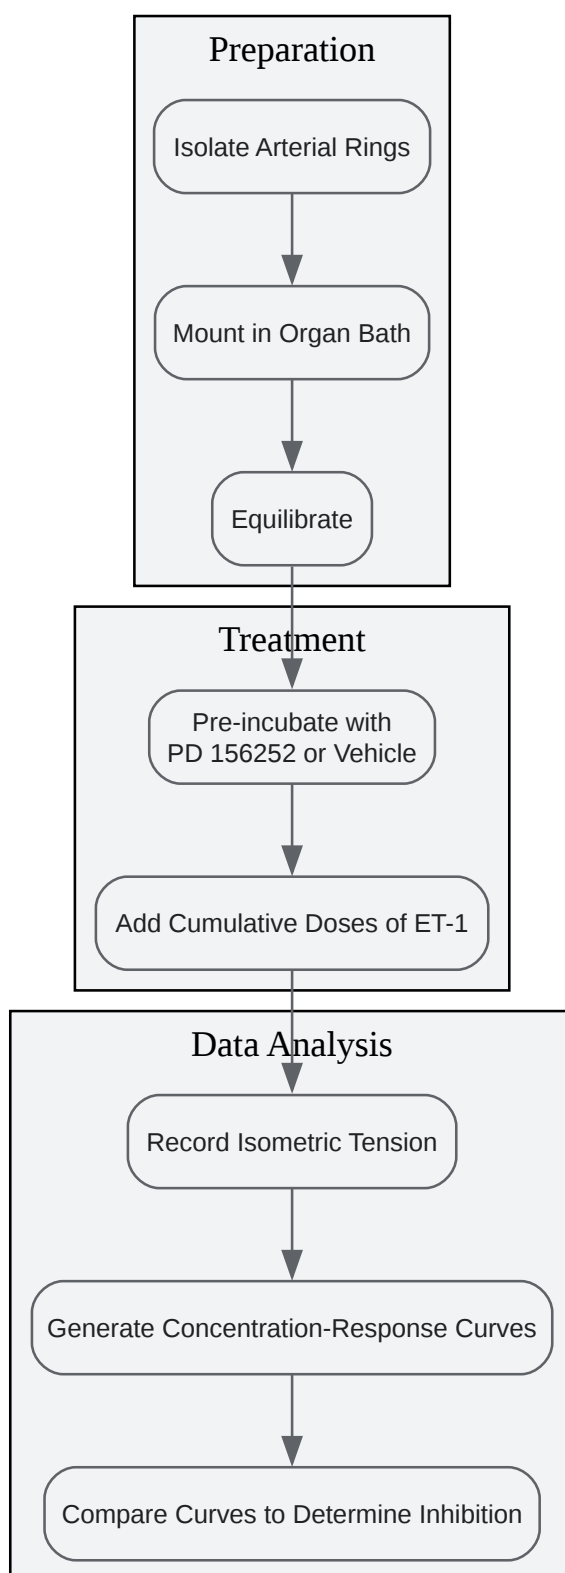 Preparation
Isolate Arterial Rings
Mount in Organ Bath
Equilibrate
Treatment
Pre-incubate with
PD 156252 or Vehicle
Add Cumulative Doses of ET-1
Data Analysis
Record Isometric Tension
Generate Concentration-Response Curves
Compare Curves to Determine Inhibition